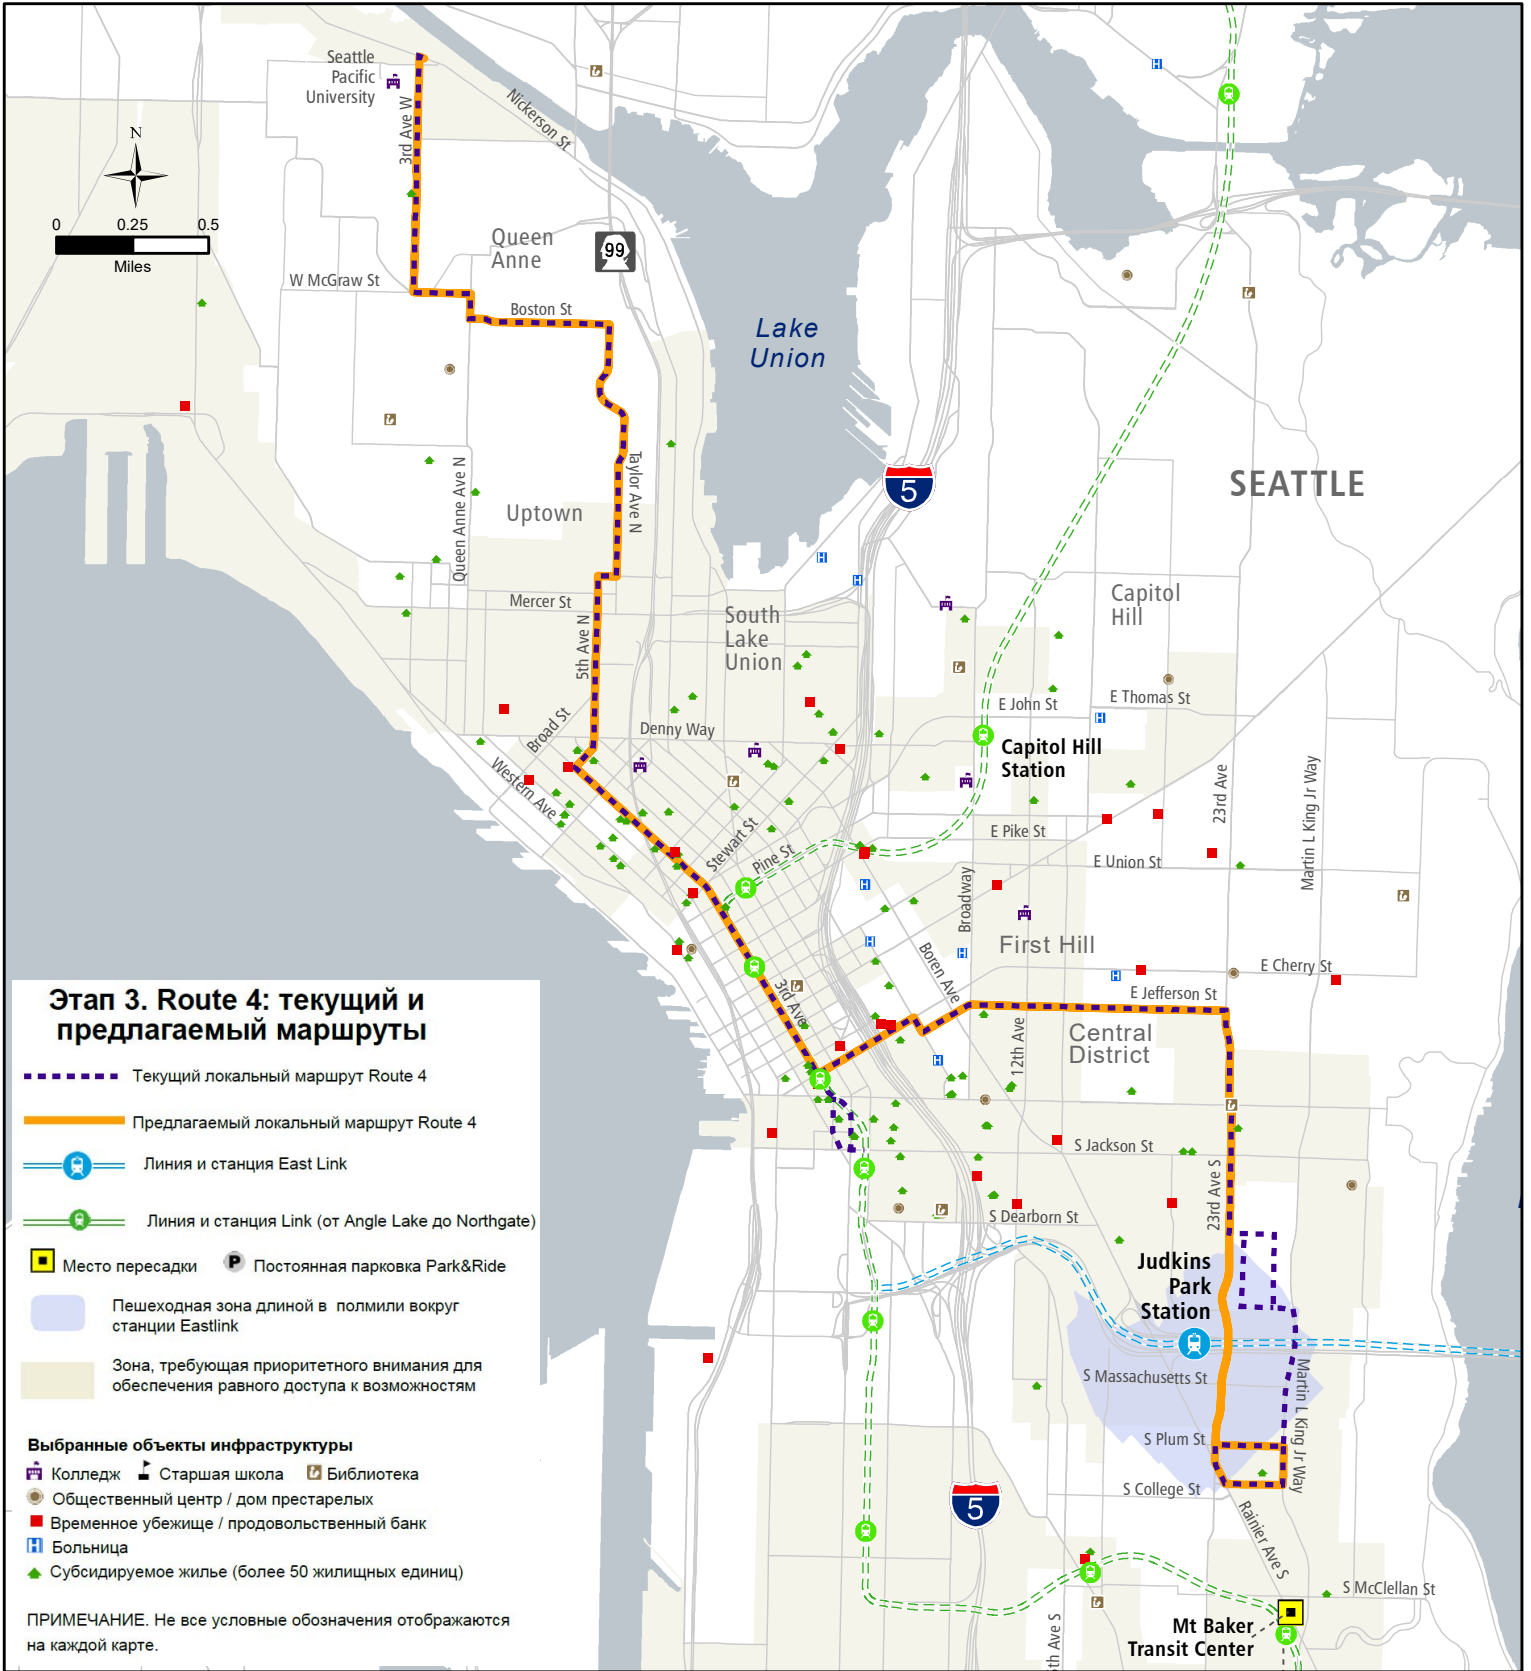 Seattle
Pacific
University
3rd Ave W
Nickerson St
N
0 0.25 0.5
Miles
Queen
Anne
99
W McGraw St
Boston St
Lake
Union
5
SEATTLE
Taylor Ave N
Queen Anne Ave N
Uptown
Mercer St
5th Ave N
South
Lake
Union
Capitol
Hill
E Thomas St
E John St
Capitol Hill
Station
Broad St
Denny Way
Western Ave
Stewart St
Pine St
E Pike St
E Union St
23rd Ave
Martin L King Jr Way
Broadway
First Hill
Boren Ave
E Cherry St
E Jefferson St
3rd Ave
12th Ave
Central
District
S Jackson St
S Dearborn St
23rd Ave S
Judkins
Park
Station
S Massachusetts St
Martin L King Jr Way
S Plum St
S College St
5
Rainier Ave S
S McClellan St
Mt Baker
Transit Center
th Ave S
Этап 3. Route 4: текущий и
предлагаемый маршруты
Текущий локальный маршрут Route 4
Предлагаемый локальный маршрут Route 4
Линия и станция East Link
Линия и станция Link (от Angle Lake до Northgate)
Место пересадки
P Постоянная парковка Park&Ride
Пешеходная зона длиной в полмили вокруг
станции Eastlink
Зона, требующая приоритетного внимания для
обеспечения равного доступа к возможностям
Выбранные объекты инфраструктуры
Колледж Старшая школа Библиотека
Общественный центр / дом престарелых
Временное убежище / продовольственный банк
H Больница
Субсидируемое жилье (более 50 жилищных единиц)
ПРИМЕЧАНИЕ. Не все условные обозначения отображаются
на каждой карте.